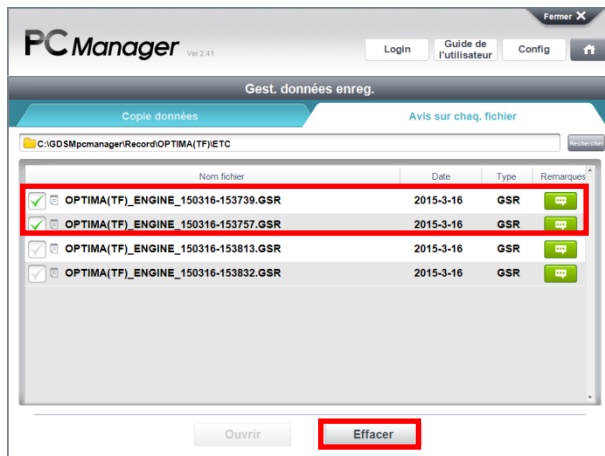 Fermer X
PC Manager Ver 2.41
Login
Guide de
l'utilisateur
Config
Gest. données enreg.
Copie données
Avis sur chaq. fichier
C:\GDSMpcmanager\Record\OPTIMA(TF)\ETC
Rechercher
Nom fichier Date Type Remarques
OPTIMA(TF)_ENGINE_150316-153739.GSR 2015-3-16 GSR
OPTIMA(TF)_ENGINE_150316-153757.GSR 2015-3-16 GSR
OPTIMA(TF)_ENGINE_150316-153813.GSR 2015-3-16 GSR
OPTIMA(TF)_ENGINE_150316-153832.GSR 2015-3-16 GSR
Ouvrir
Effacer